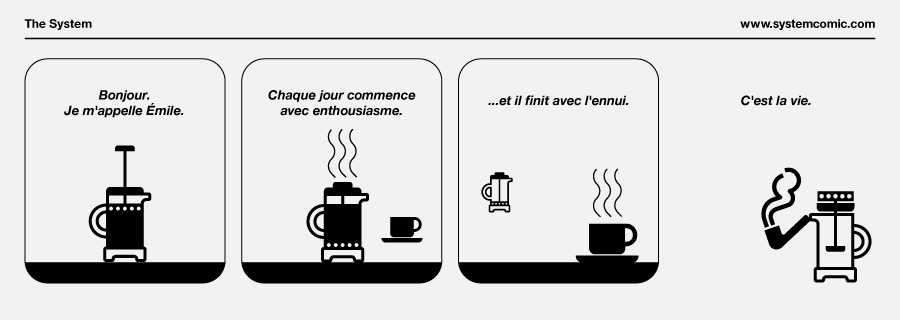 The System
www.systemcomic.com
Bonjour.
Je m'appelle Émile.
Chaque jour commence
avec enthousiasme.
...et il finit avec l'ennui.
C'est la vie.